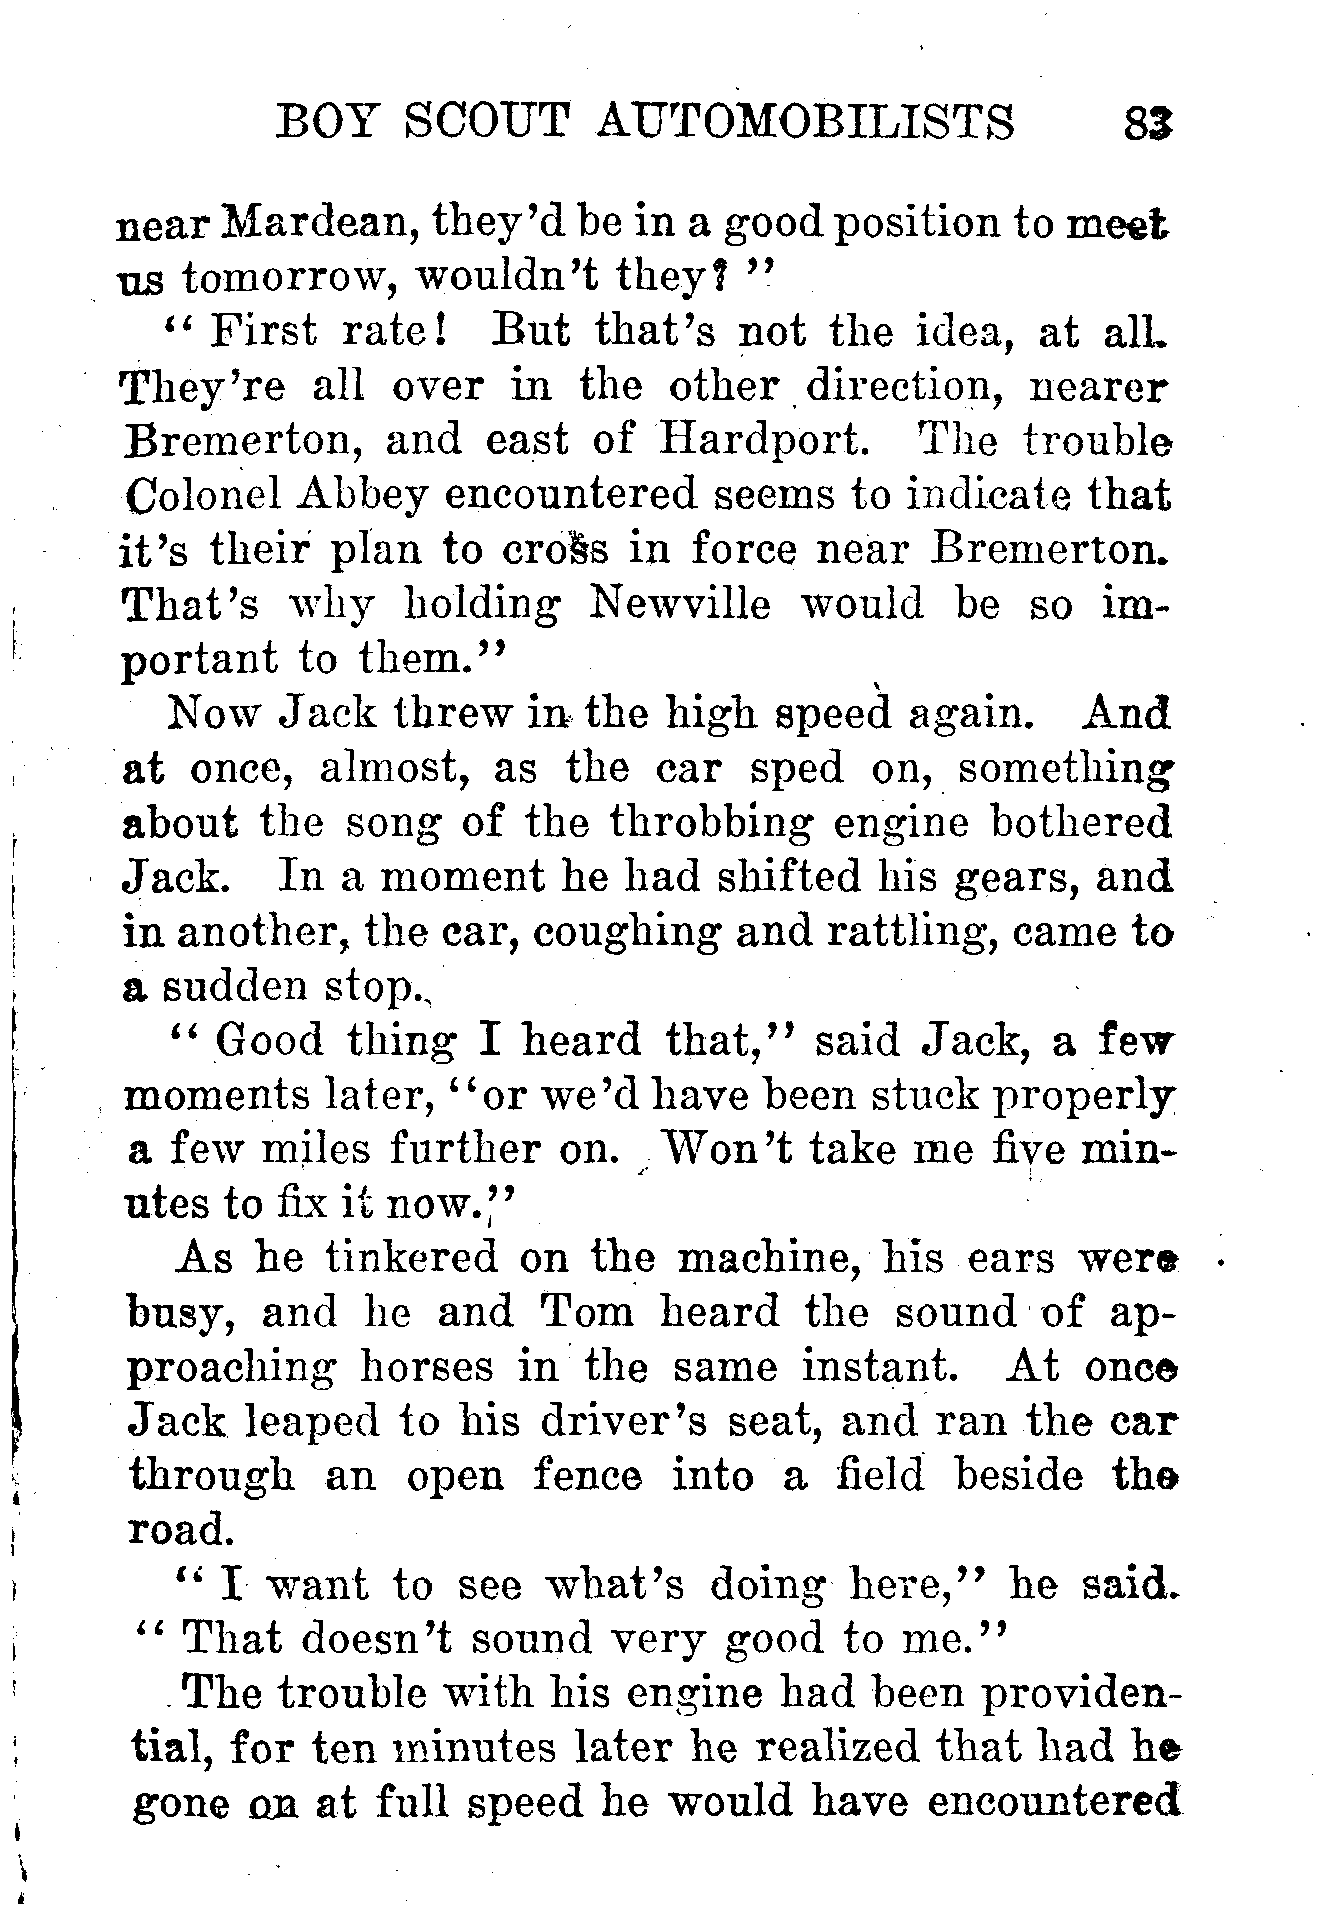 BOY SCOUT AUTOMOBILISTS 83
near Mardean, they'd be in a good position to meet
us tomorrow, wouldn't they? "
" First rate! But that's not the idea, at all.
They're all over in the other direction, nearer
Bremerton, and east of Hardport. The trouble
Colonel Abbey encountered seems to indicate that
it's their plan to cross in force near Bremerton.
That's why holding Newville would be so im-
portant to them."
Now Jack threw in the high speed again. And
at once, almost, as the car sped on, something
about the song of the throbbing engine bothered
Jack. In a moment he had shifted his gears, and
in another, the car, coughing and rattling, came to
a sudden stop.
" Good thing I heard that," said Jack, a few
moments later, "or we'd have been stuck properly
a few miles further on. Won't take me five min-
utes to fix it now."
As he tinkered on the machine, his ears were
busy, and he and Tom heard the sound of ap-
proaching horses in the same instant. At once
Jack leaped to his driver's seat, and ran the car
through an open fence into a field beside the
road.
" I want to see what's doing here," he said.
" That doesn't sound very good to me."
The trouble with his engine had been providen-
tial, for ten minutes later he realized that had he
gone on at full speed he would have encountered